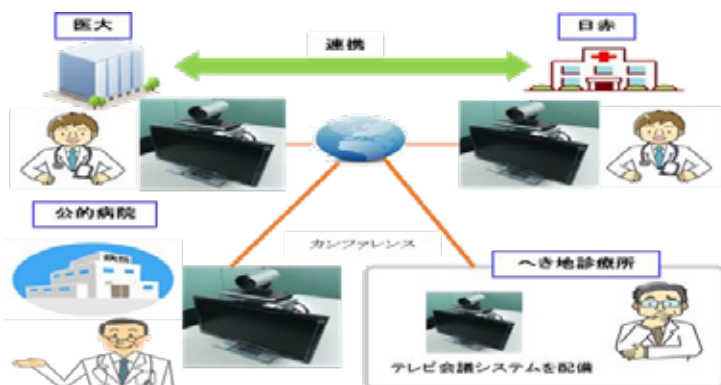 医大
日赤
連携
公的病院
病院
カンファレンス
へき地診療所
テレビ会議システムを配備